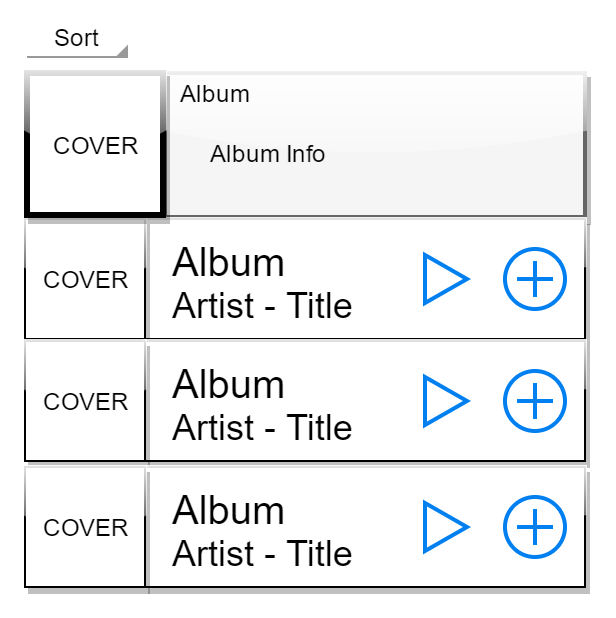 Sort
COVER
Album
Album Info
COVER
Album
Artist - Title
COVER
Album
Artist - Title
COVER
Album
Artist - Title